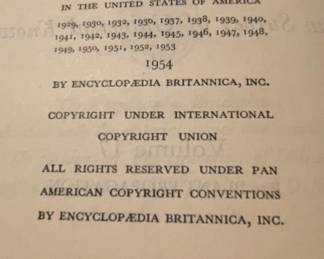 IN THE UNITED STATES OF AMERICA
1929, 1930, 1932, 1936, 1937, 1938, 1939, 1940,
1941, 1942, 1943, 1944, 1945, 1946, 1947, 1948,
1949, 1950, 1951, 1952, 1953
1954
BY ENCYCLOPÆDIA BRITANNICA, INC.
COPYRIGHT UNDER INTERNATIONAL
COPYRIGHT UNION
ALL RIGHTS RESERVED UNDER PAN
AMERICAN COPYRIGHT CONVENTIONS
BY ENCYCLOPÆDIA BRITANNICA, INC.